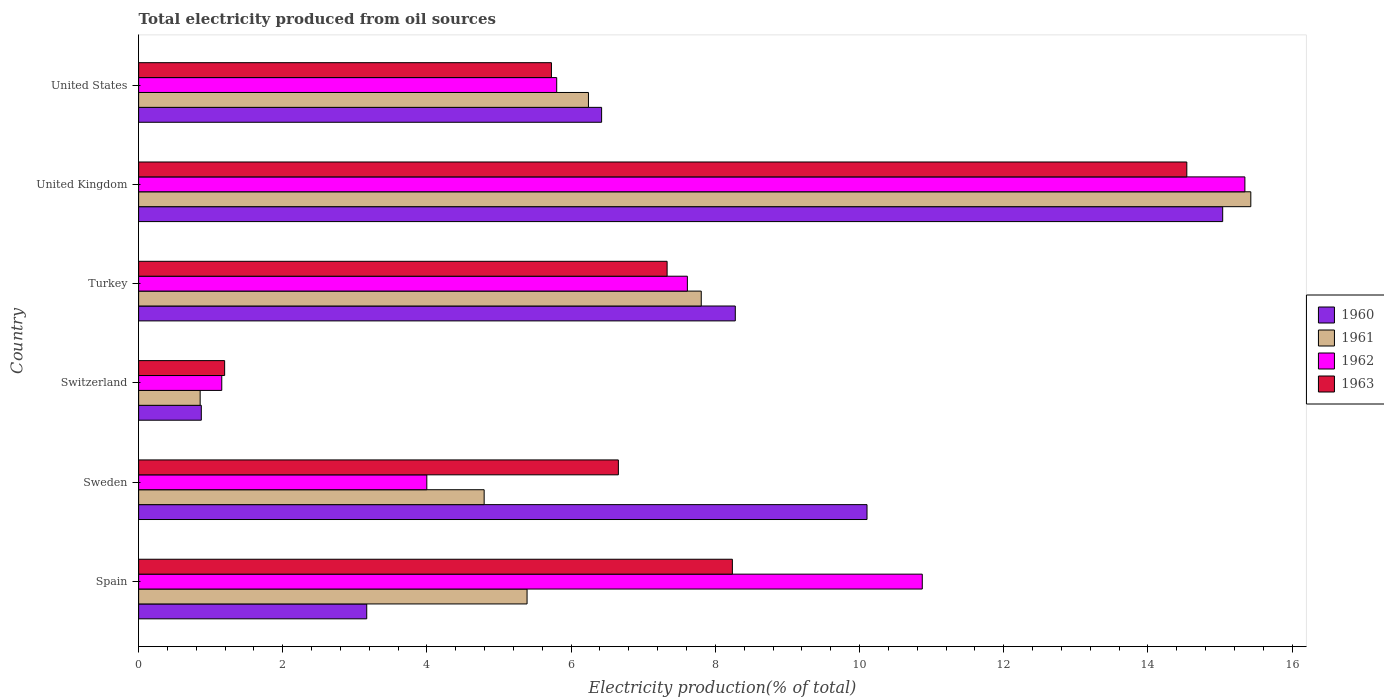 Total electricity produced from oil sources
Country
United States
United Kingdom
Turkey
Switzerland
Sweden
Spain
1960
1961
1962
1963
0
2
4
6
8
10
12
14
16
Electricity production(% of total)